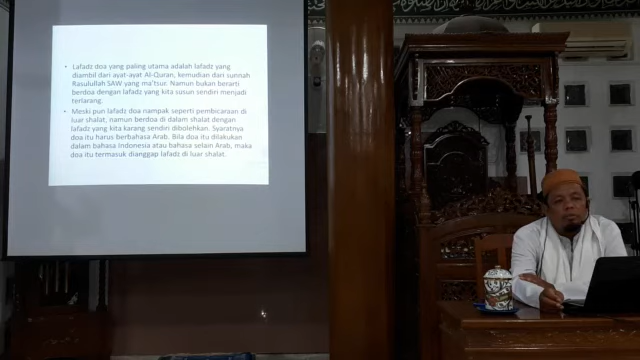 • Lafadz doa yang paling utama adalah lafadz yang
diambil dari ayat-ayat Al-Quran, kemudian dari sunnah
Rasulullah SAW yang ma'tsur. Namun bukan berarti
berdoa dengan lafadz yang kita susun sendiri menjadi
terlarang.
• Meski pun lafadz doa nampak seperti pembicaraan di
luar shalat, namun berdoa di dalam shalat dengan
lafadz yang kita karang sendiri dibolehkan. Syaratnya
doa itu harus berbahasa Arab. Bila doa itu dilakukan
dalam bahasa Indonesia atau bahasa selain Arab, maka
doa itu termasuk dianggap lafadz di luar shalat.